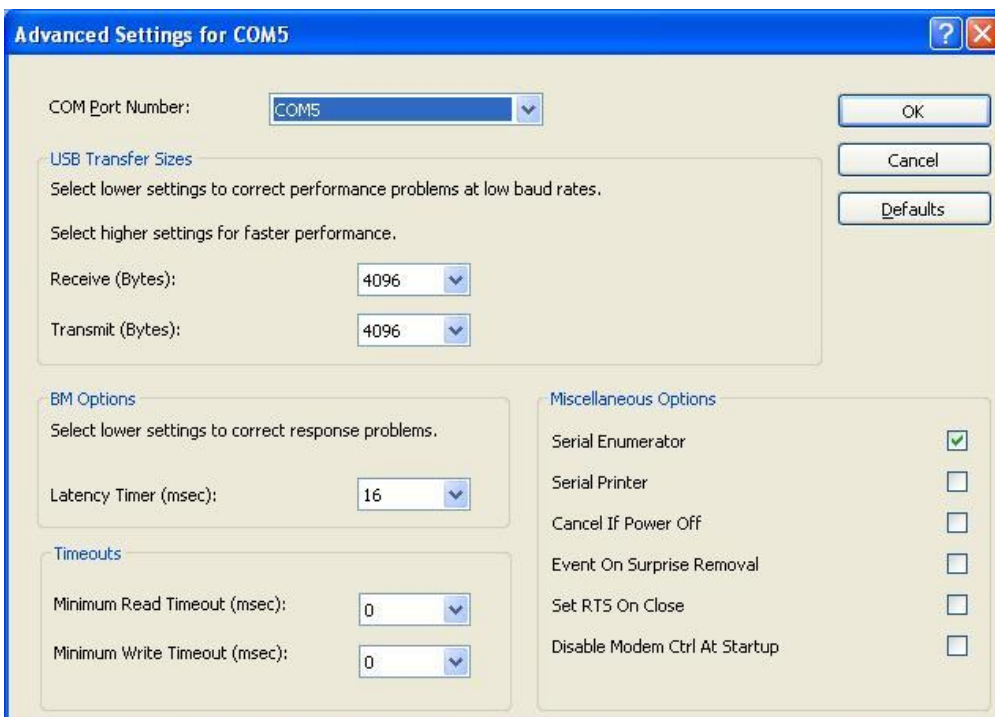 Advanced Settings for COM5
COM Port Number:
COM5
OK
Cancel
Defaults
USB Transfer Sizes
Select lower settings to correct performance problems at low baud rates.
Select higher settings for faster performance.
Receive (Bytes):
4096
Transmit (Bytes):
4096
BM Options
Select lower settings to correct response problems.
Latency Timer (msec):
16
Timeouts
Minimum Read Timeout (msec):
0
Minimum Write Timeout (msec):
0
Miscellaneous Options
Serial Enumerator
Serial Printer
Cancel If Power Off
Event On Surprise Removal
Set RTS On Close
Disable Modem Ctrl At Startup